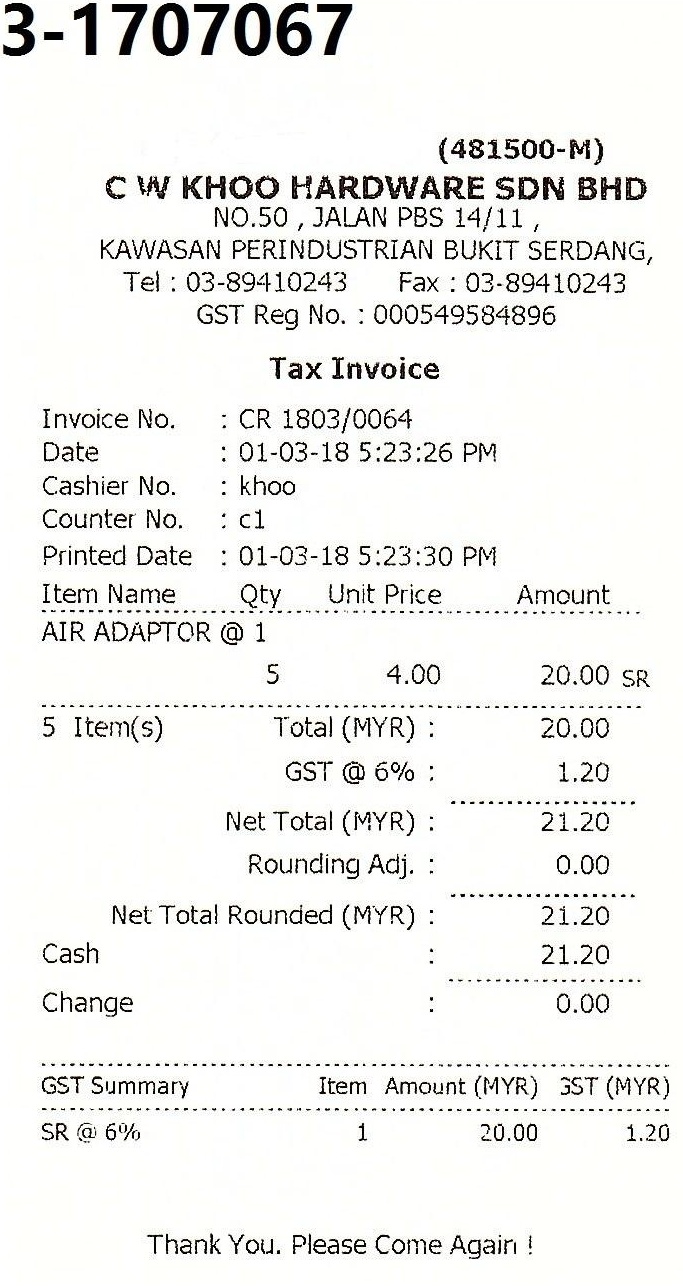 3-1707067
(481500-M)
C W KHOO HARDWARE SDN BHD
NO.50 , JALAN PBS 14/11 ,
KAWASAN PERINDUSTRIAN BUKIT SERDANG,
Tel : 03-89410243 Fax : 03-89410243
GST Reg No. : 000549584896
Tax Invoice
Invoice No. : CR 1803/0064
Date : 01-03-18 5:23:26 PM
Cashier No. : khoo
Counter No. : c1
Printed Date : 01-03-18 5:23:30 PM
Item Name Qty Unit Price Amount
AIR ADAPTOR @ 1
5 4.00 20.00 SR
5 Item(s) Total (MYR) : 20.00
GST @ 6% : 1.20
Net Total (MYR) : 21.20
Rounding Adj. : 0.00
Net Total Rounded (MYR) : 21.20
Cash : 21.20
Change : 0.00
GST Summary Item Amount (MYR) GST (MYR)
SR @ 6% 1 20.00 1.20
Thank You. Please Come Again !